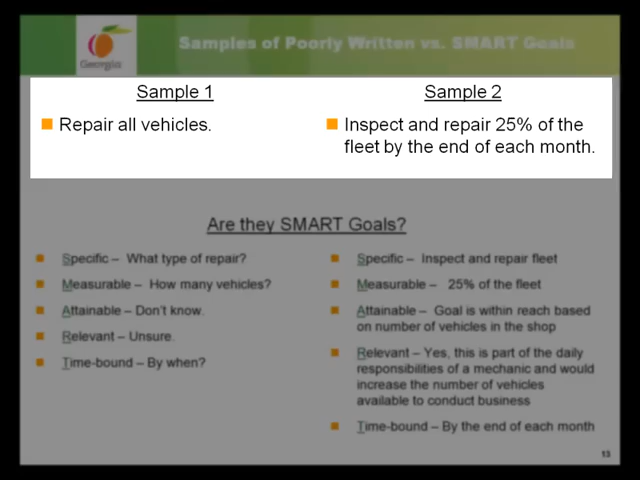 Georgia
Samples of Poorly Written vs. SMART Goals
Sample 1
Repair all vehicles.
Sample 2
Inspect and repair 25% of the
fleet by the end of each month.
Are they SMART Goals?
Specific – What type of repair?
Measurable – How many vehicles?
Attainable – Don't know.
Relevant – Unsure.
Time-bound – By when?
Specific – Inspect and repair fleet
Measurable – 25% of the fleet
Attainable – Goal is within reach based
on number of vehicles in the shop
Relevant – Yes, this is part of the daily
responsibilities of a mechanic and would
increase the number of vehicles
available to conduct business
Time-bound – By the end of each month
13